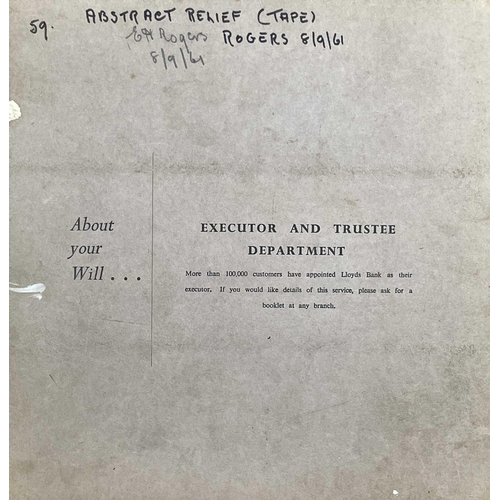 59. ABSTRACT RELIEF (TAPE)
EH Rogers ROGERS 8/9/61
8/9/61
About
your
Will . . .
EXECUTOR AND TRUSTEE
DEPARTMENT
More than 100,000 customers have appointed Lloyds Bank as their
executor. If you would like details of this service, please ask for a
booklet at any branch.